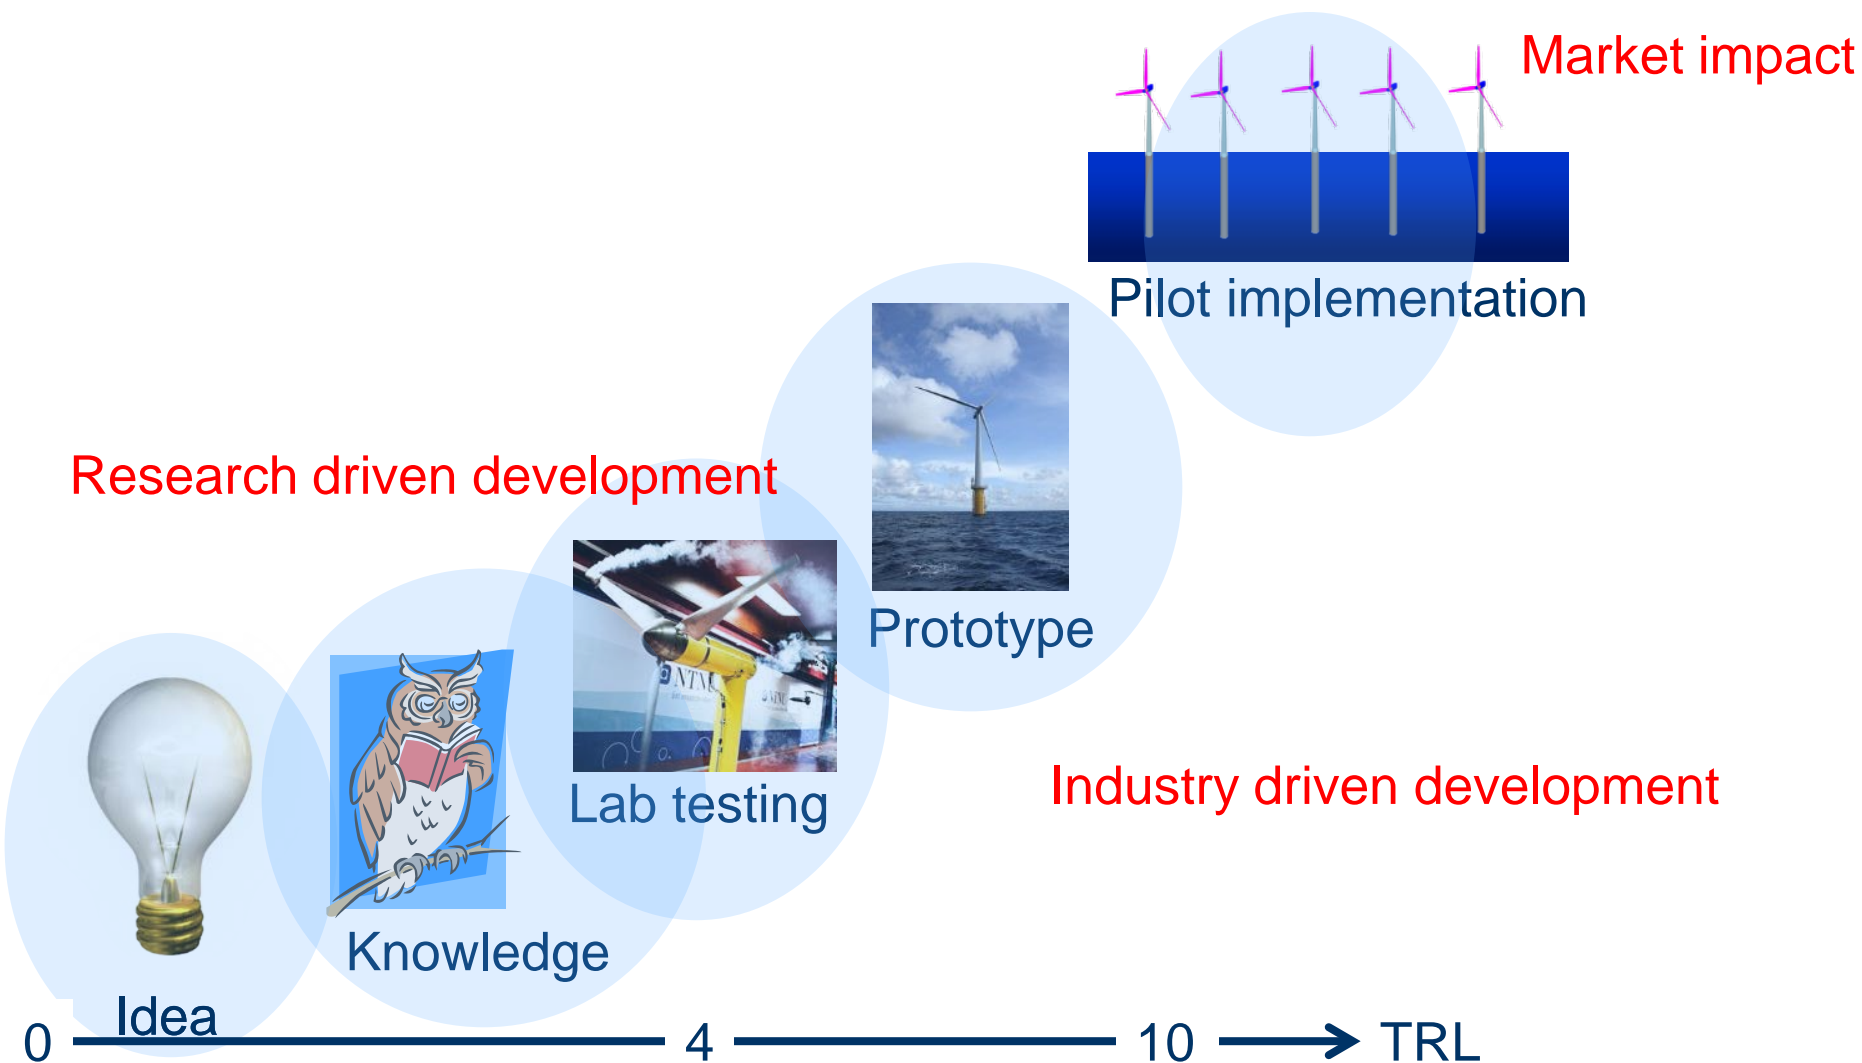 Market impact
Pilot implementation
Research driven development
Prototype
Industry driven development
Lab testing
Knowledge
Idea
0
4
10
TRL